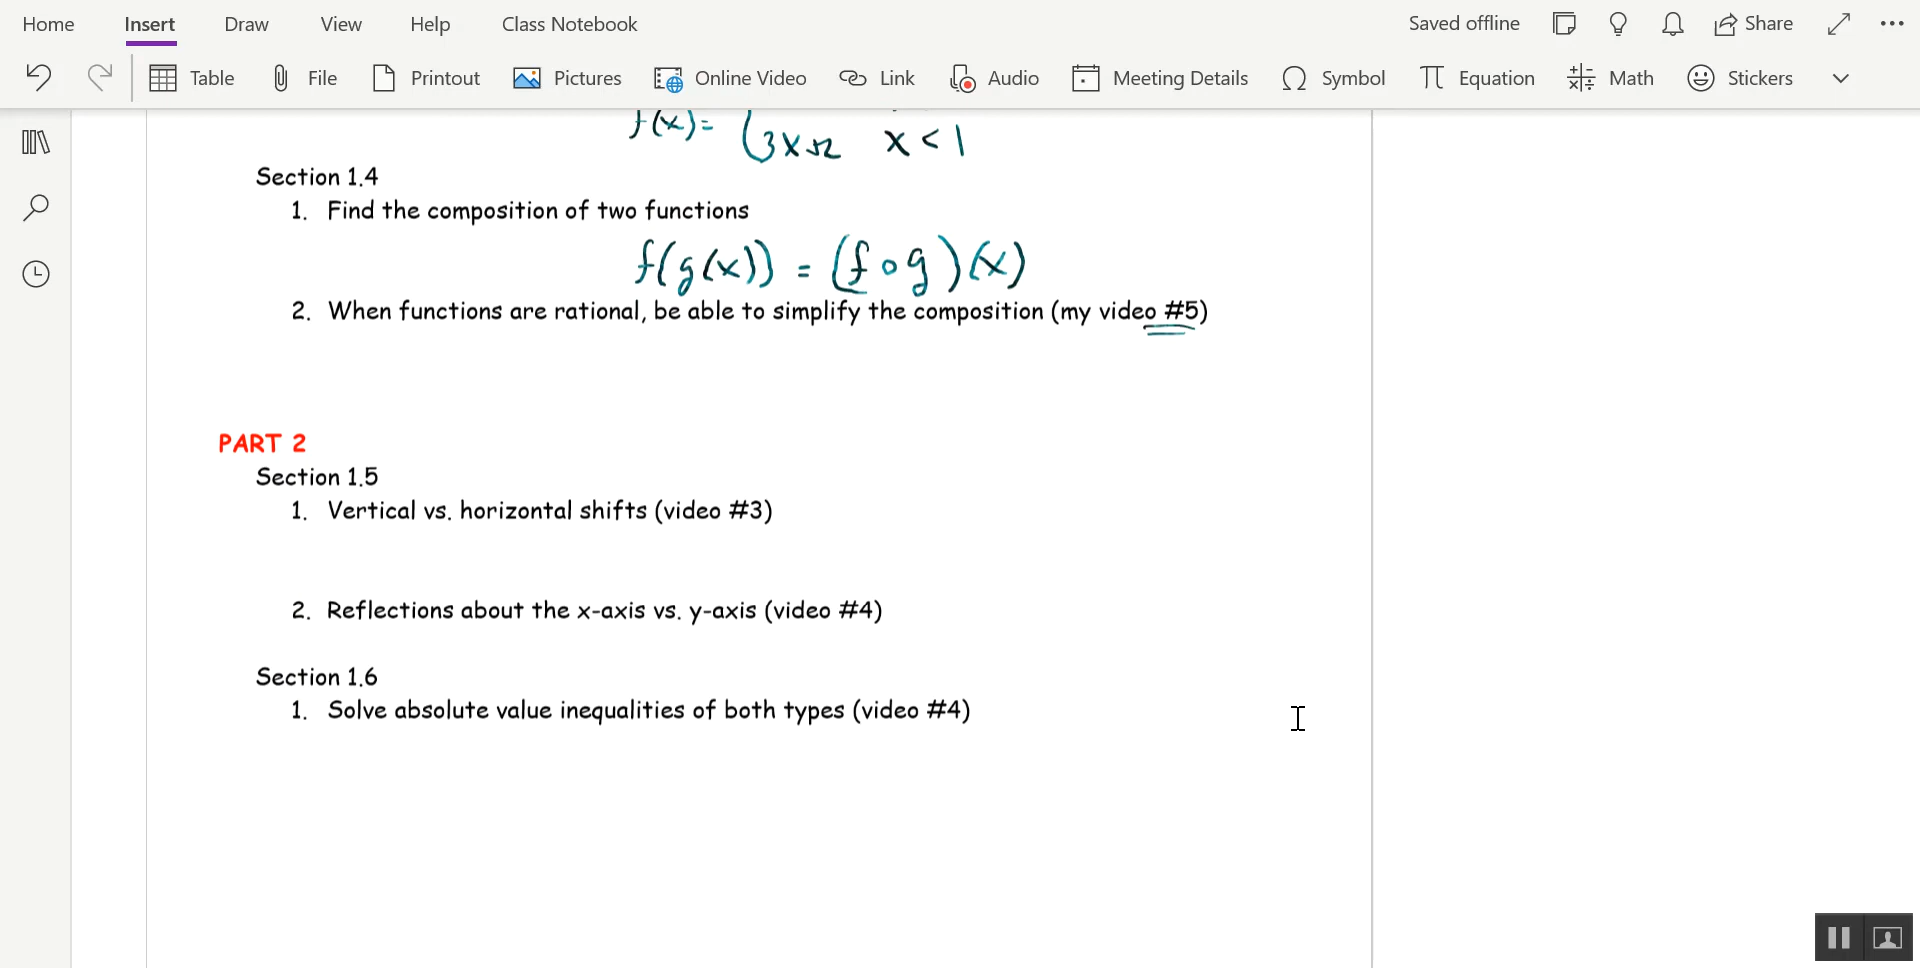 Home Insert Draw View Help Class Notebook Saved offline Share
Table File Printout Pictures Online Video Link Audio Meeting Details Symbol Equation Math Stickers
f(x)=
x < 1
Section 1.4
1. Find the composition of two functions
f(g(x)) = (f∘g)(x)
2. When functions are rational, be able to simplify the composition (my video #5)
PART 2
Section 1.5
1. Vertical vs. horizontal shifts (video #3)
2. Reflections about the x-axis vs. y-axis (video #4)
Section 1.6
1. Solve absolute value inequalities of both types (video #4)